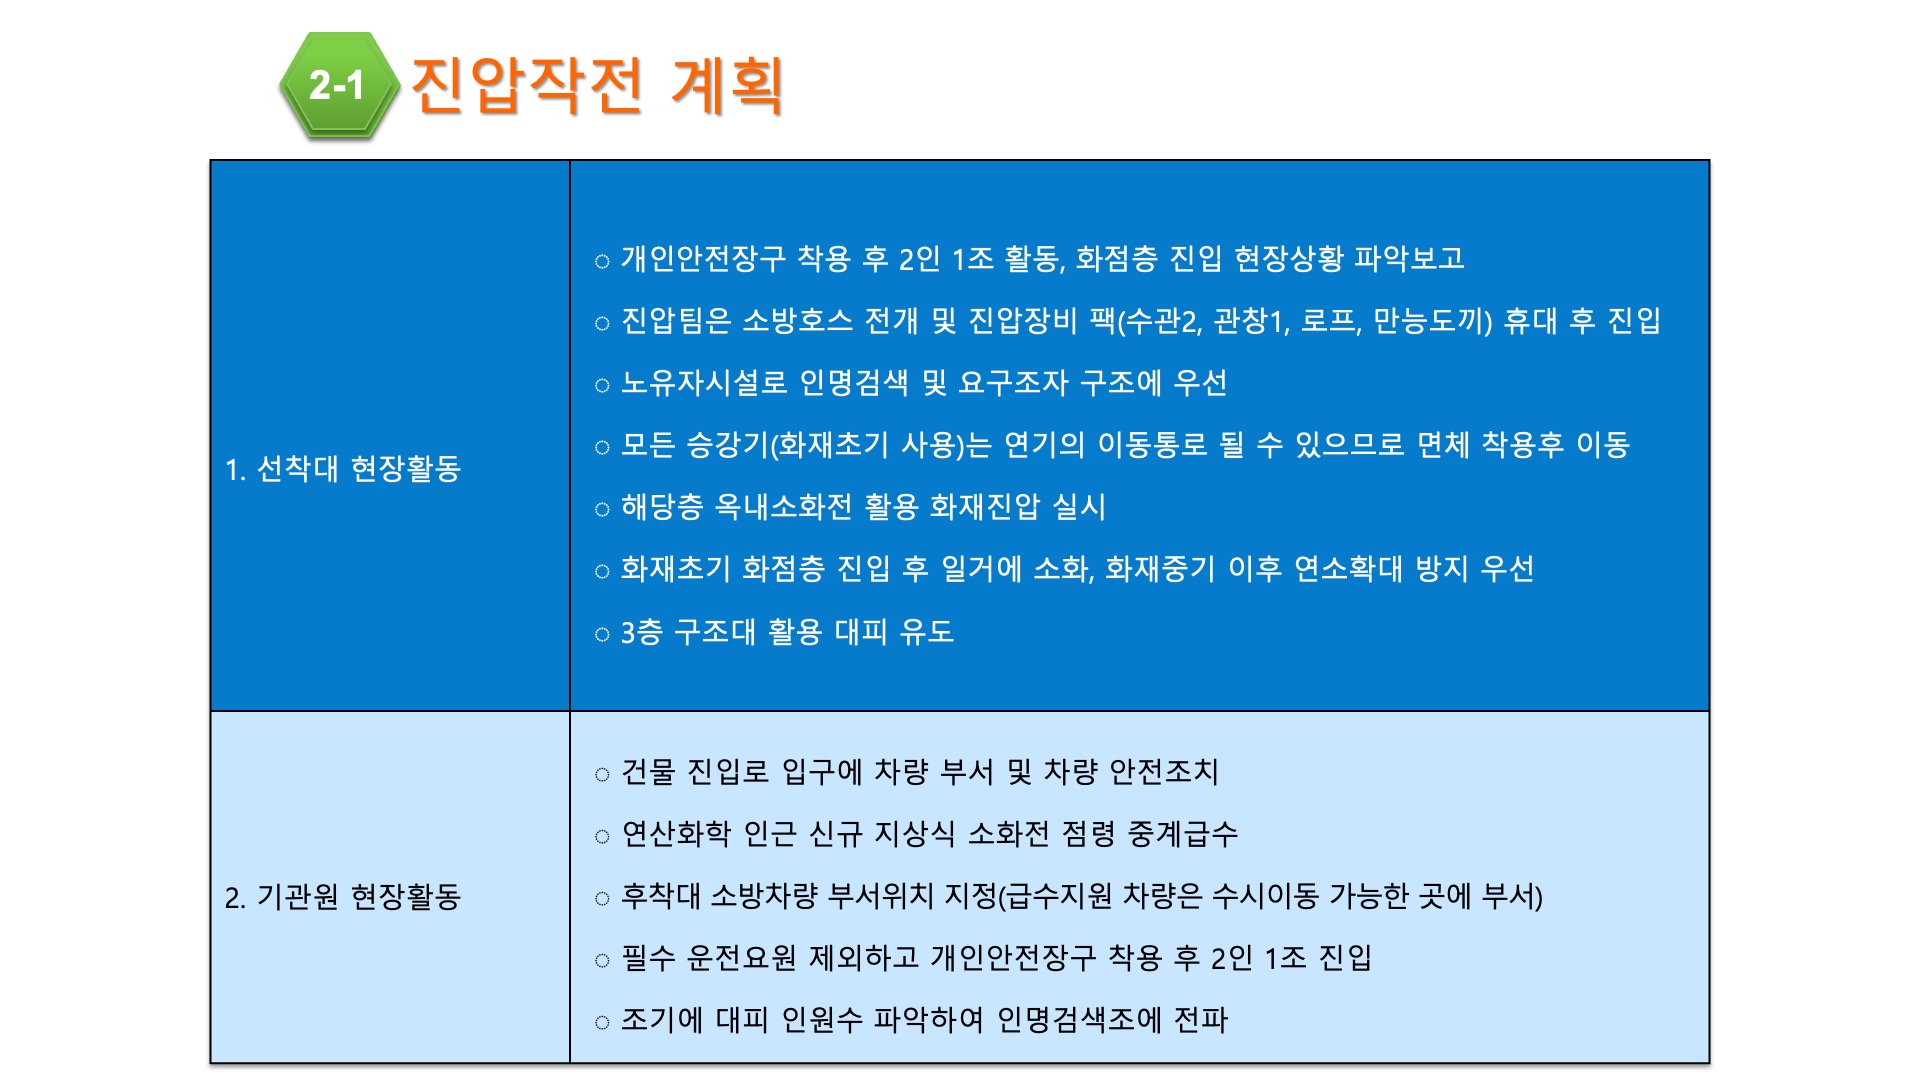 2-1 진압작전 계획
1. 선착대 현장활동
◌ 개인안전장구 착용 후 2인 1조 활동, 화점층 진입 현장상황 파악보고
◌ 진압팀은 소방호스 전개 및 진압장비 팩(수관2, 관창1, 로프, 만능도끼) 휴대 후 진입
◌ 노유자시설로 인명검색 및 요구조자 구조에 우선
◌ 모든 승강기(화재초기 사용)는 연기의 이동통로 될 수 있으므로 면체 착용후 이동
◌ 해당층 옥내소화전 활용 화재진압 실시
◌ 화재초기 화점층 진입 후 일거에 소화, 화재중기 이후 연소확대 방지 우선
◌ 3층 구조대 활용 대피 유도
2. 기관원 현장활동
◌ 건물 진입로 입구에 차량 부서 및 차량 안전조치
◌ 연산화학 인근 신규 지상식 소화전 점령 중계급수
◌ 후착대 소방차량 부서위치 지정(급수지원 차량은 수시이동 가능한 곳에 부서)
◌ 필수 운전요원 제외하고 개인안전장구 착용 후 2인 1조 진입
◌ 조기에 대피 인원수 파악하여 인명검색조에 전파